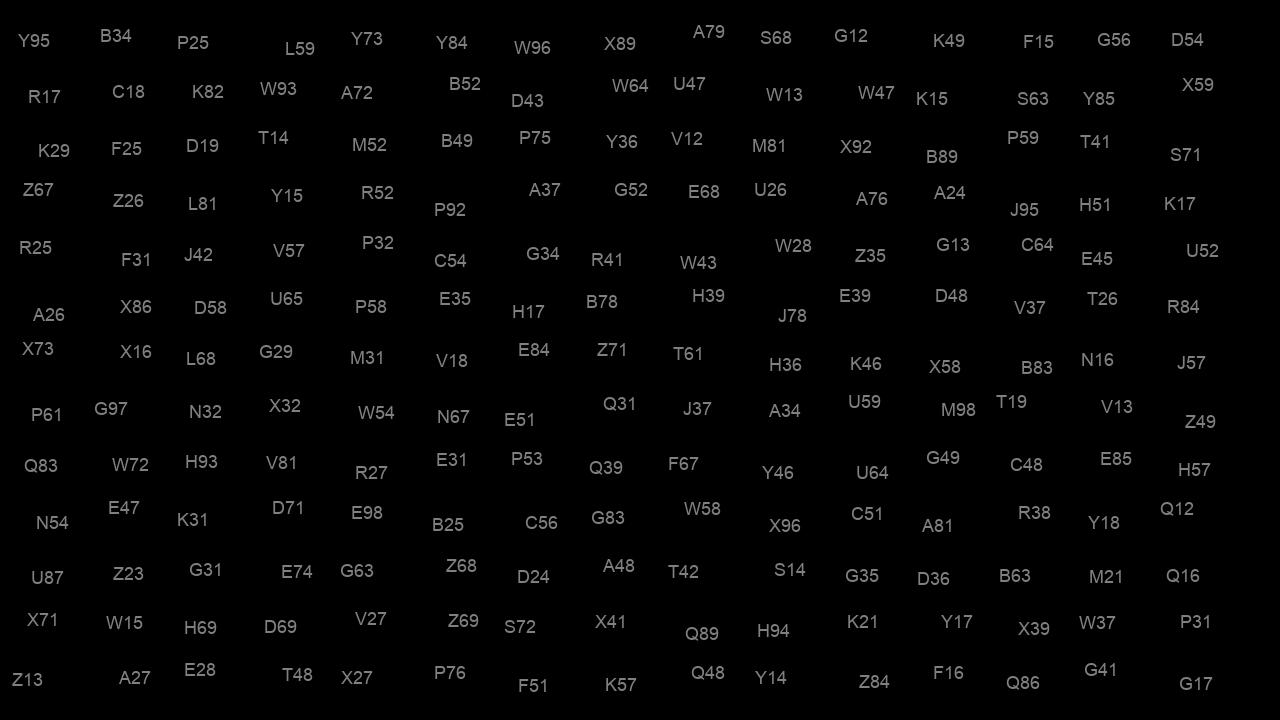 Y95 B34 P25 L59 Y73 Y84 W96 X89 A79 S68 G12 K49 F15 G56 D54
R17 C18 K82 W93 A72 B52 D43 W64 U47 W13 W47 K15 S63 Y85 X59
K29 F25 D19 T14 M52 B49 P75 Y36 V12 M81 X92 B89 P59 T41 S71
Z67 Z26 L81 Y15 R52 P92 A37 G52 E68 U26 A76 A24 J95 H51 K17
R25 F31 J42 V57 P32 C54 G34 R41 W43 W28 Z35 G13 C64 E45 U52
A26 X86 D58 U65 P58 E35 H17 B78 H39 J78 E39 D48 V37 T26 R84
X73 X16 L68 G29 M31 V18 E84 Z71 T61 H36 K46 X58 B83 N16 J57
P61 G97 N32 X32 W54 N67 E51 Q31 J37 A34 U59 M98 T19 V13 Z49
Q83 W72 H93 V81 R27 E31 P53 Q39 F67 Y46 U64 G49 C48 E85 H57
N54 E47 K31 D71 E98 B25 C56 G83 W58 X96 C51 A81 R38 Y18 Q12
U87 Z23 G31 E74 G63 Z68 D24 A48 T42 S14 G35 D36 B63 M21 Q16
X71 W15 H69 D69 V27 Z69 S72 X41 Q89 H94 K21 Y17 X39 W37 P31
Z13 A27 E28 T48 X27 P76 F51 K57 Q48 Y14 Z84 F16 Q86 G41 G17